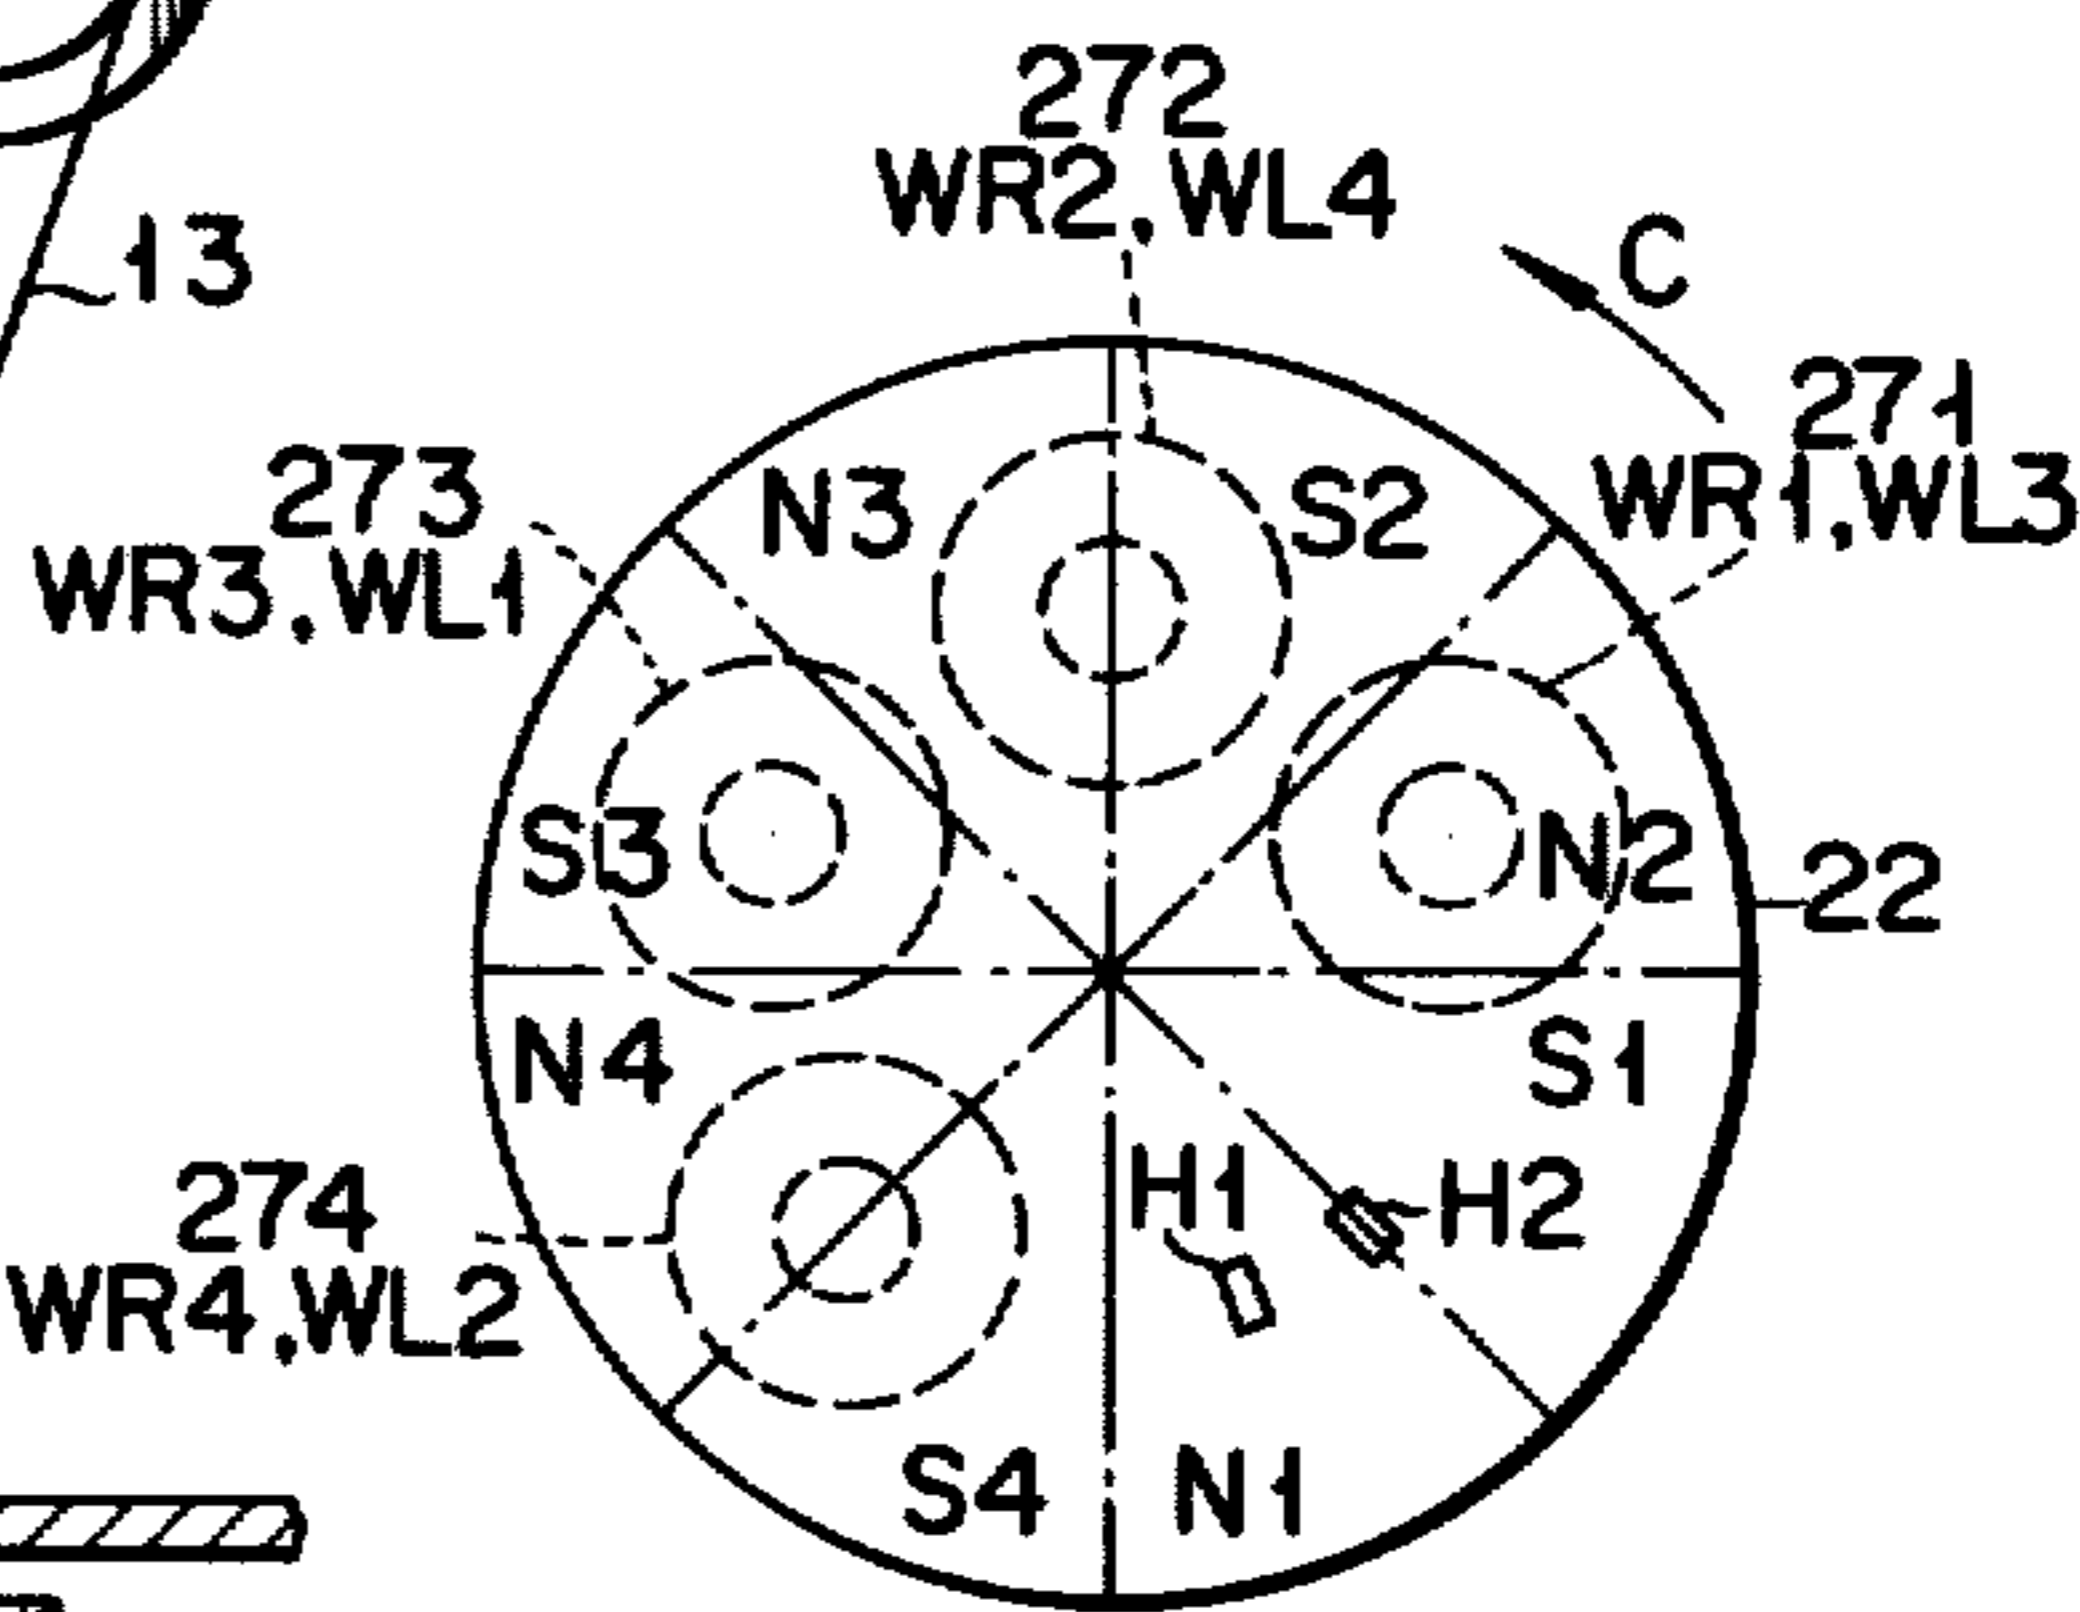 272
WR2,WL4
C
13
271
WR1,WL3
273
WR3,WL1
N3
S2
S3
N2
22
N4
S1
H1
H2
274
WR4,WL2
S4
N1